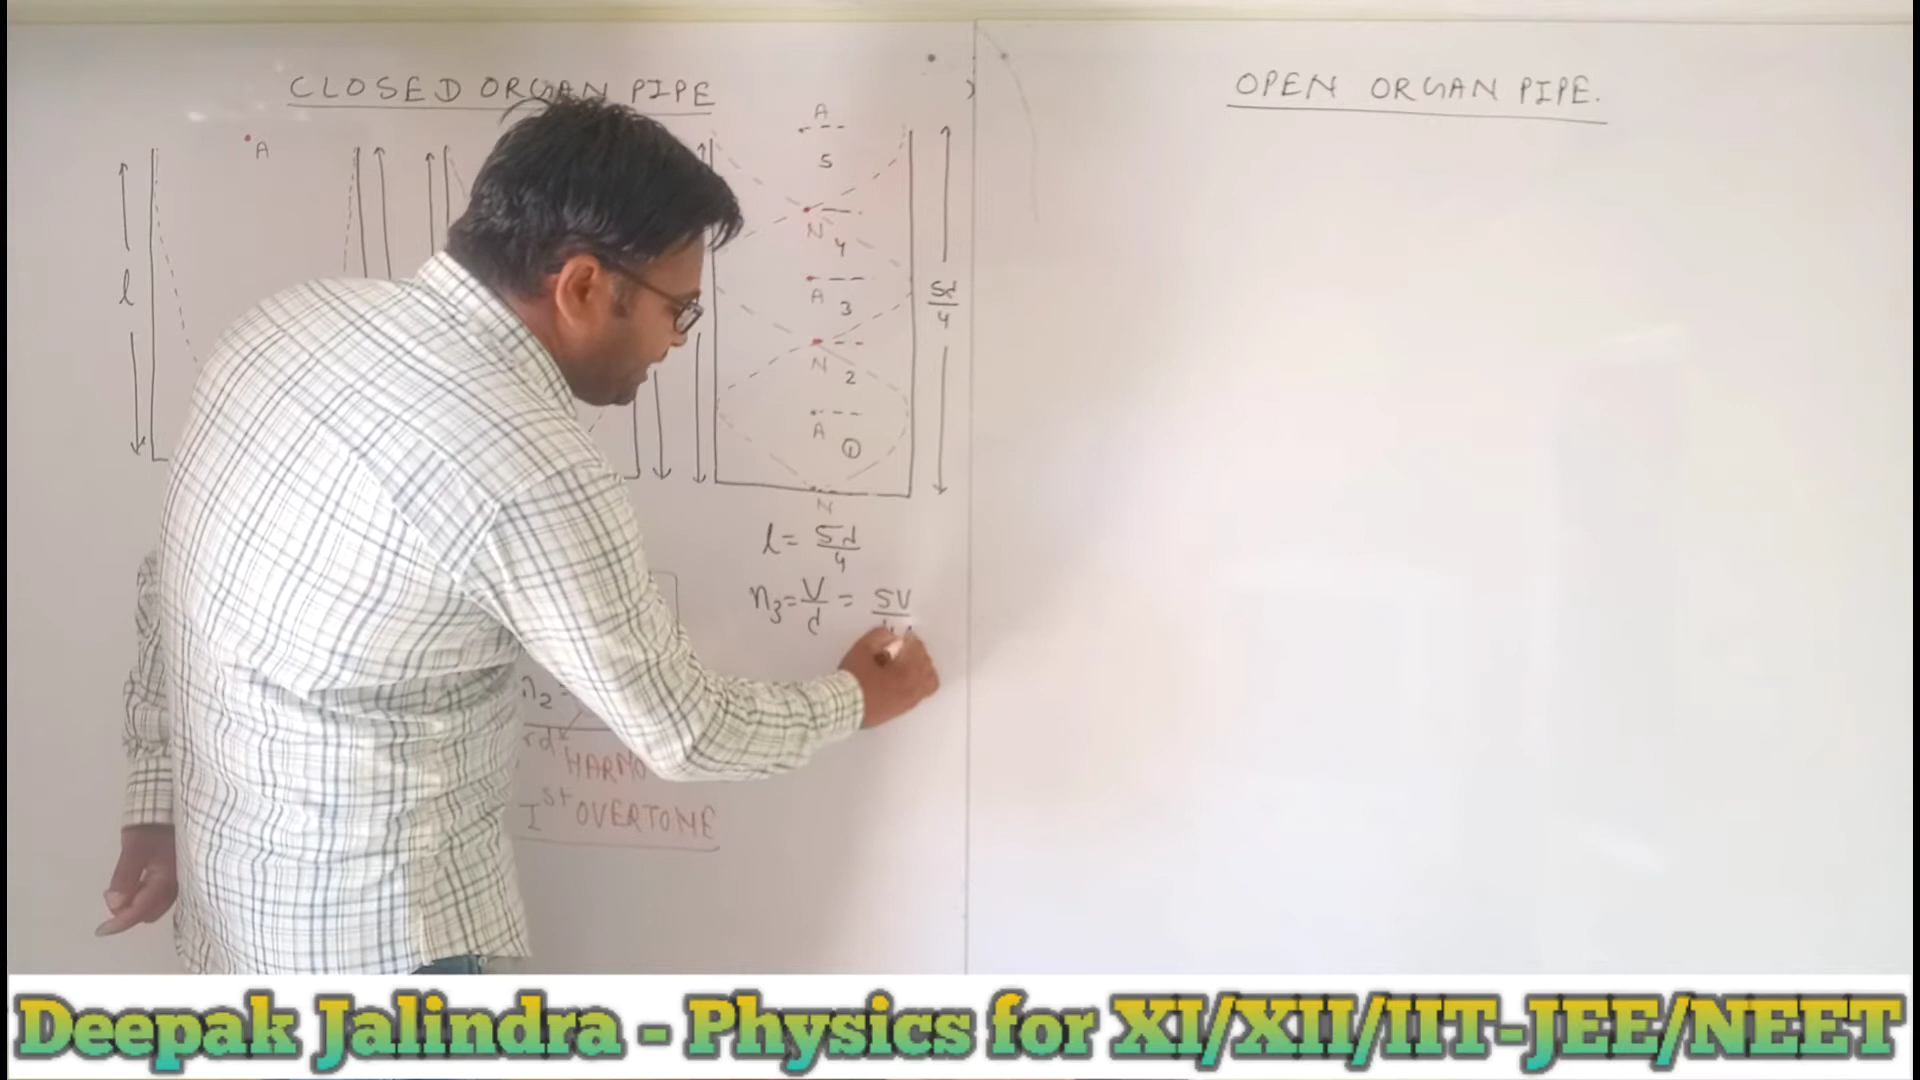 CLOSED ORGAN PIPE
OPEN ORGAN PIPE.
A
l
A
5
N
4
A
3
N
2
A
①
N
5λ
4
l = 5λ/4
n₃ = V/λ = 5V
n₂ =
rd
HARMO
Iˢᵗ OVERTONE
Deepak Jalindra - Physics for XI/XII/IIT-JEE/NEET